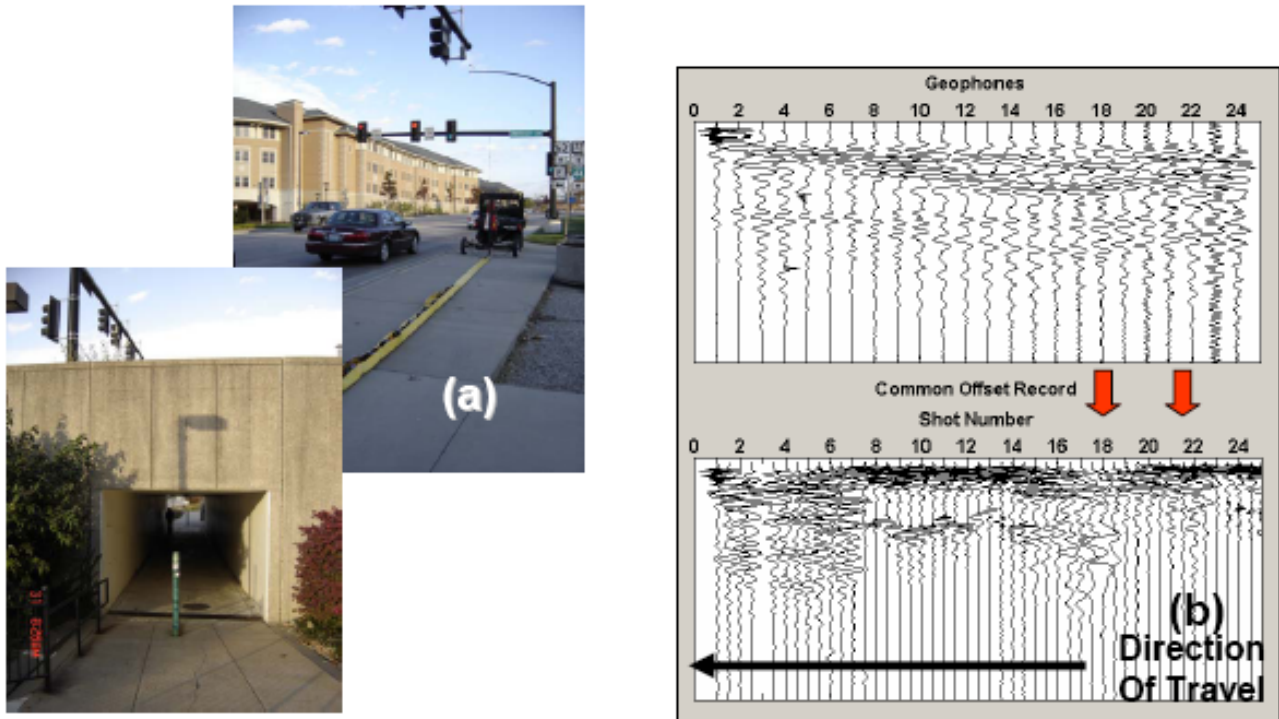 (a)
Geophones
0 2 4 6 8 10 12 14 16 18 20 22 24
Common Offset Record
Shot Number
0 2 4 6 8 10 12 14 16 18 20 22 24
(b)
Direction
Of Travel